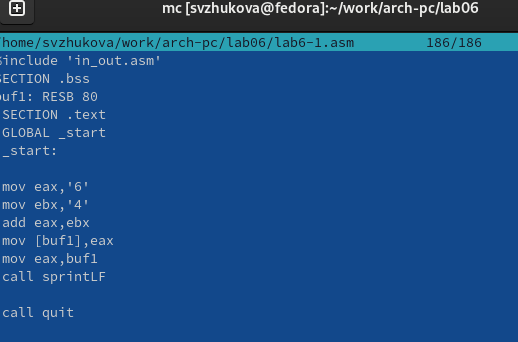 mc [svzhukova@fedora]:~/work/arch-pc/lab06
/home/svzhukova/work/arch-pc/lab06/lab6-1.asm 186/186
%include 'in_out.asm'
SECTION .bss
buf1: RESB 80
SECTION .text
GLOBAL _start
_start:
mov eax,'6'
mov ebx,'4'
add eax,ebx
mov [buf1],eax
mov eax,buf1
call sprintLF
call quit